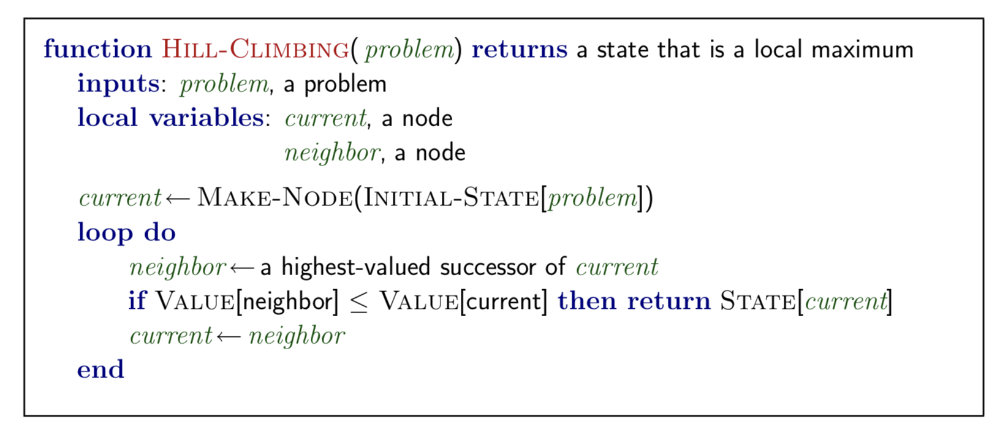 function HILL-CLIMBING( problem) returns a state that is a local maximum
inputs: problem, a problem
local variables: current, a node
neighbor, a node
current ← MAKE-NODE(INITIAL-STATE[problem])
loop do
neighbor ← a highest-valued successor of current
if VALUE[neighbor] ≤ VALUE[current] then return STATE[current]
current ← neighbor
end